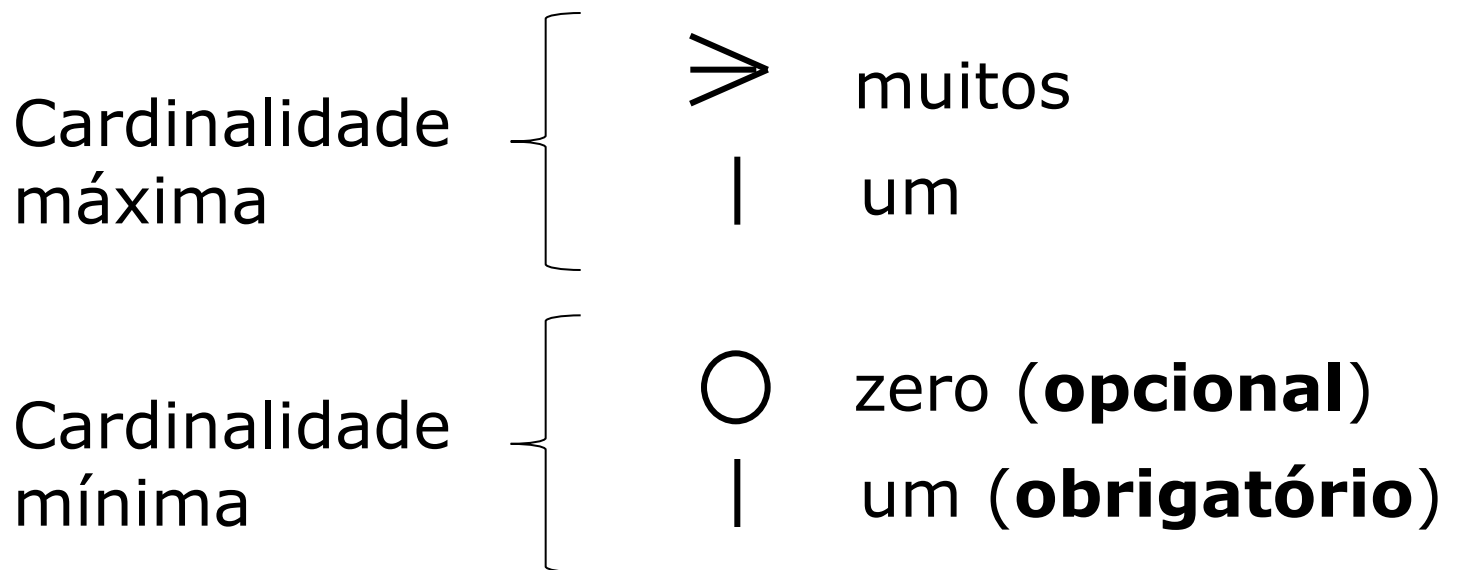 Cardinalidade
máxima
muitos
um
Cardinalidade
mínima
zero (opcional)
um (obrigatório)